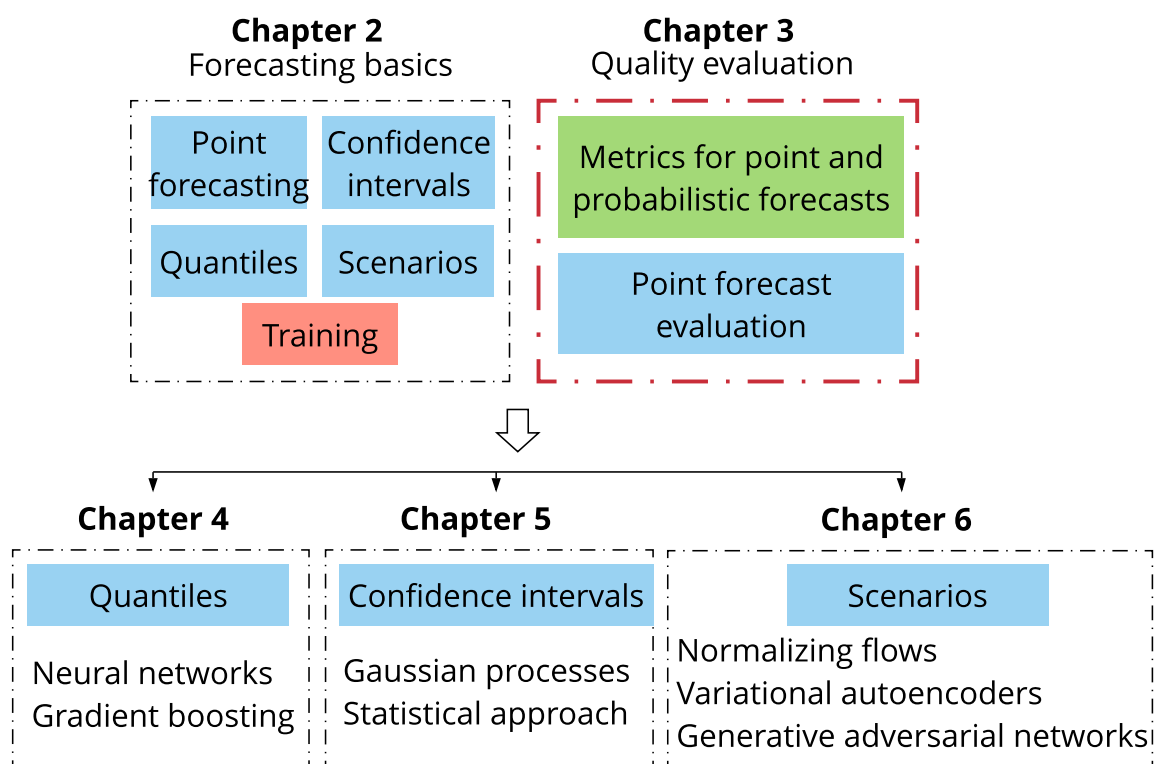 Chapter 2
Forecasting basics
Point
forecasting
Confidence
intervals
Quantiles
Scenarios
Training
Chapter 3
Quality evaluation
Metrics for point and
probabilistic forecasts
Point forecast
evaluation
Chapter 4
Quantiles
Neural networks
Gradient boosting
Chapter 5
Confidence intervals
Gaussian processes
Statistical approach
Chapter 6
Scenarios
Normalizing flows
Variational autoencoders
Generative adversarial networks